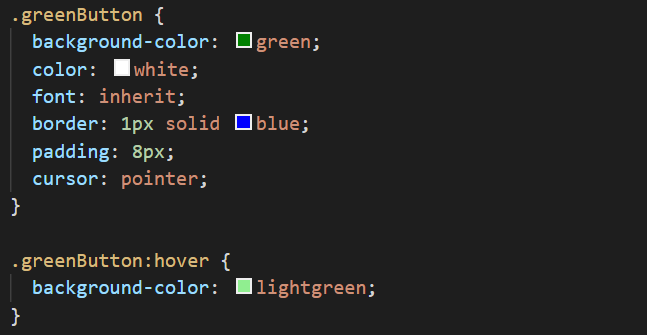 .greenButton {
  background-color: green;
  color: white;
  font: inherit;
  border: 1px solid blue;
  padding: 8px;
  cursor: pointer;
}

.greenButton:hover {
  background-color: lightgreen;
}